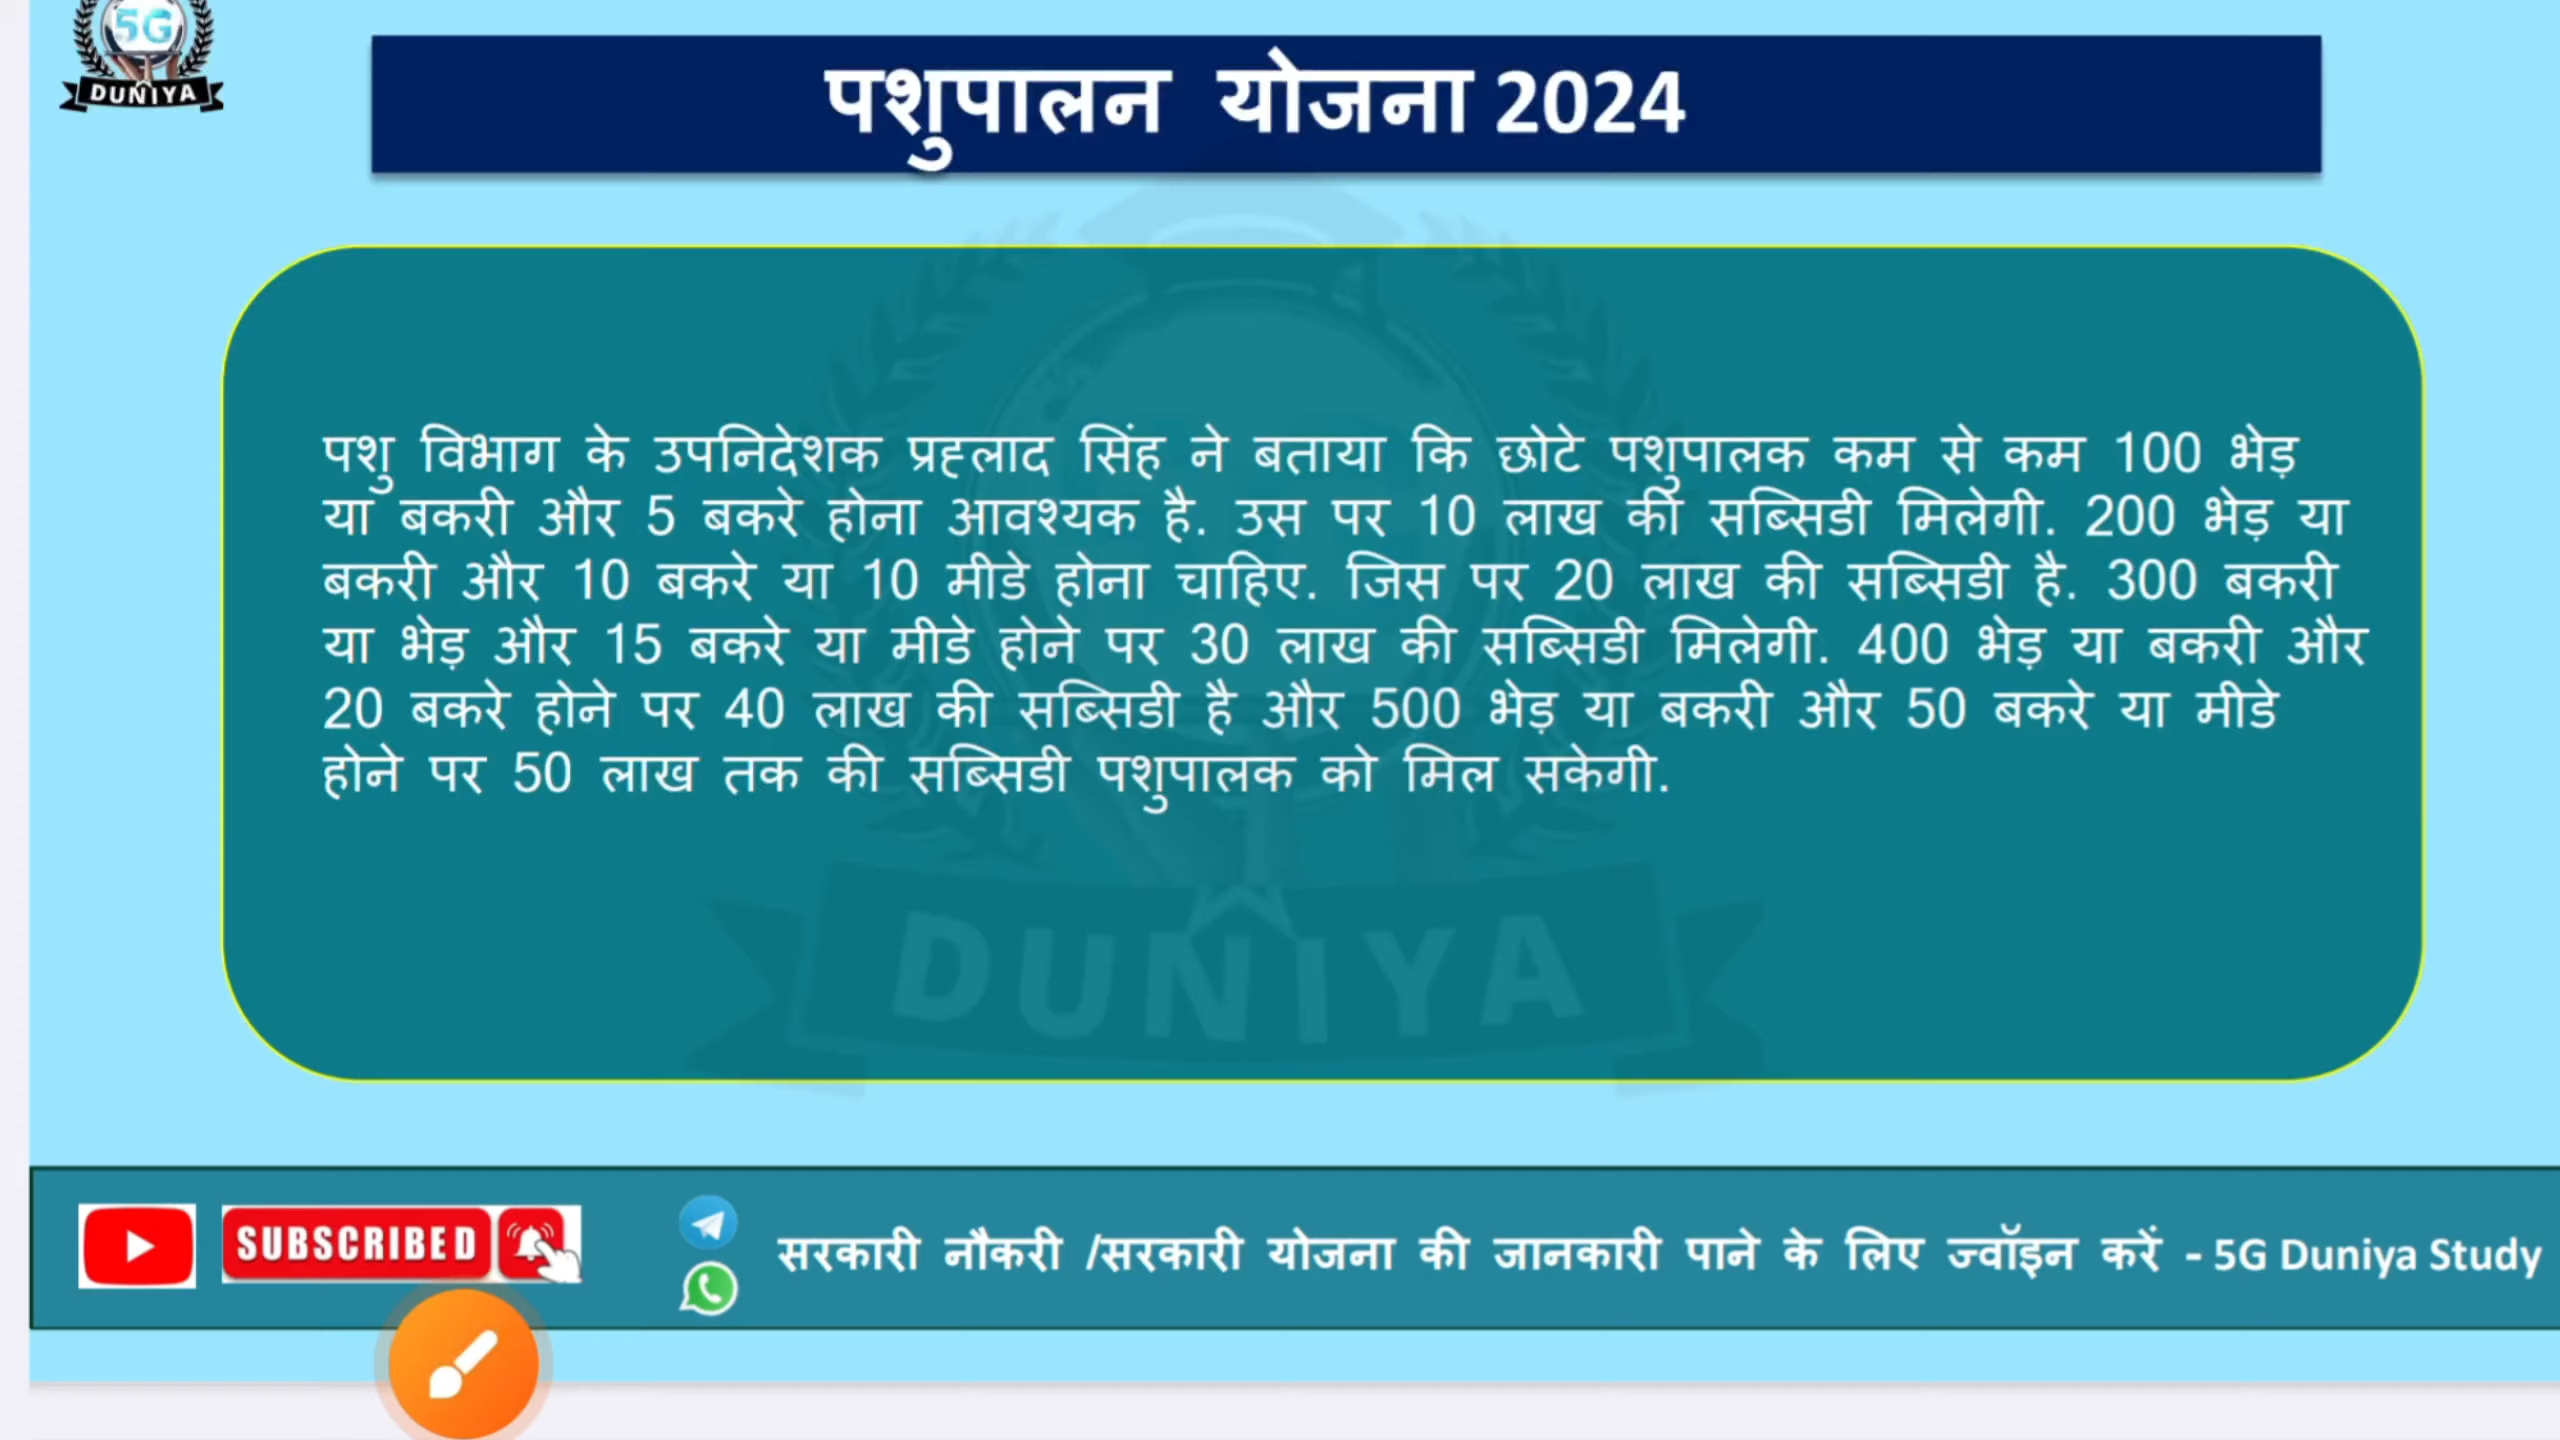 5G
DUNIYA
पशुपालन योजना 2024
पशु विभाग के उपनिदेशक प्रह्लाद सिंह ने बताया कि छोटे पशुपालक कम से कम 100 भेड़
या बकरी और 5 बकरे होना आवश्यक है. उस पर 10 लाख की सब्सिडी मिलेगी. 200 भेड़ या
बकरी और 10 बकरे या 10 मीडे होना चाहिए. जिस पर 20 लाख की सब्सिडी है. 300 बकरी
या भेड़ और 15 बकरे या मीडे होने पर 30 लाख की सब्सिडी मिलेगी. 400 भेड़ या बकरी और
20 बकरे होने पर 40 लाख की सब्सिडी है और 500 भेड़ या बकरी और 50 बकरे या मीडे
होने पर 50 लाख तक की सब्सिडी पशुपालक को मिल सकेगी.
DUNIYA
SUBSCRIBED
सरकारी नौकरी /सरकारी योजना की जानकारी पाने के लिए ज्वॉइन करें - 5G Duniya Study